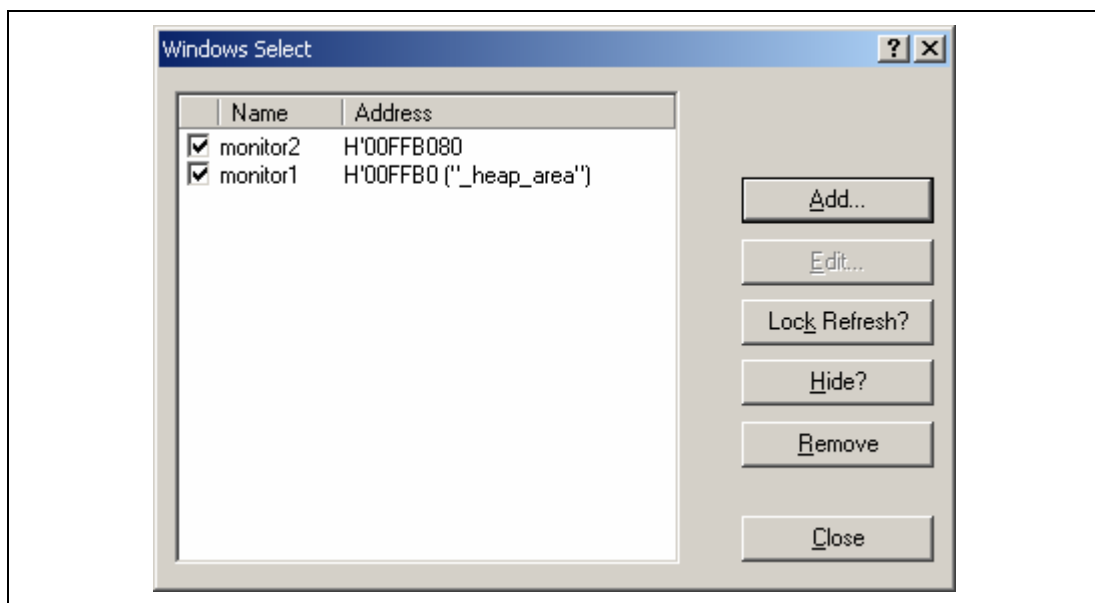 Windows Select
Name Address
monitor2 H'00FFB080
monitor1 H'00FFB0 ("_heap_area")
Add...
Edit...
Lock Refresh?
Hide?
Remove
Close